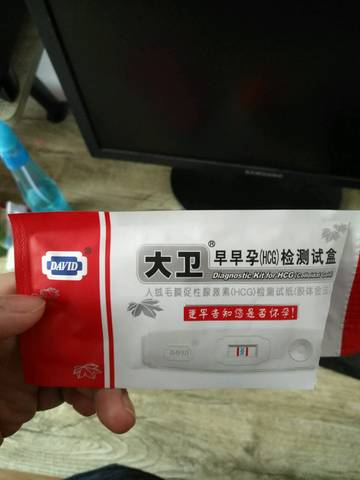 SAMSUNG
DAVID®
大卫® 早早孕(HCG)检测试盒
Diagnostic Kit for HCG (Colloidal Gold)
人绒毛膜促性腺激素(HCG)检测试纸(胶体金法
更早告知您是否怀孕!
DAVID